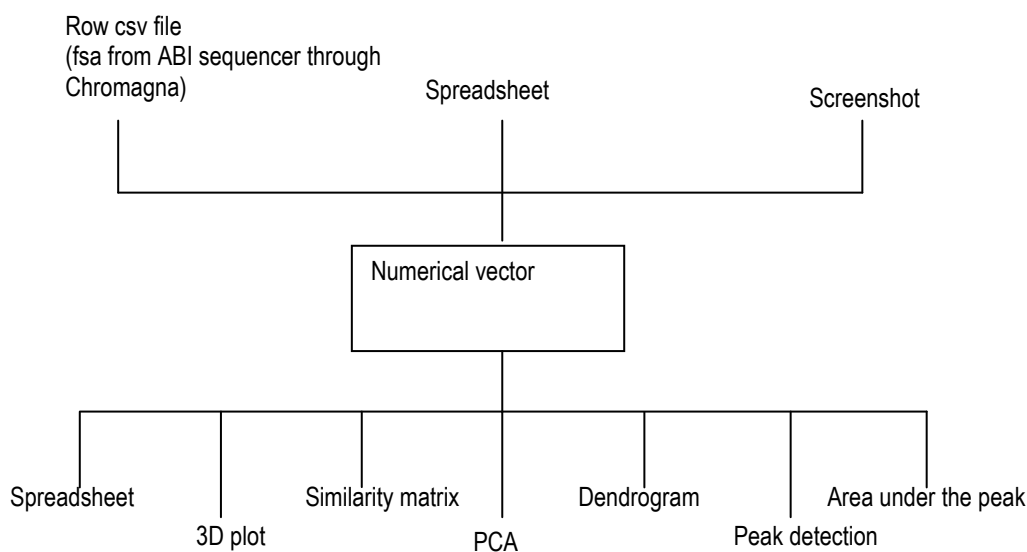 Row csv file
(fsa from ABI sequencer through
Chromagna)
Spreadsheet
Screenshot
Numerical vector
Spreadsheet
3D plot
Similarity matrix
PCA
Dendrogram
Peak detection
Area under the peak